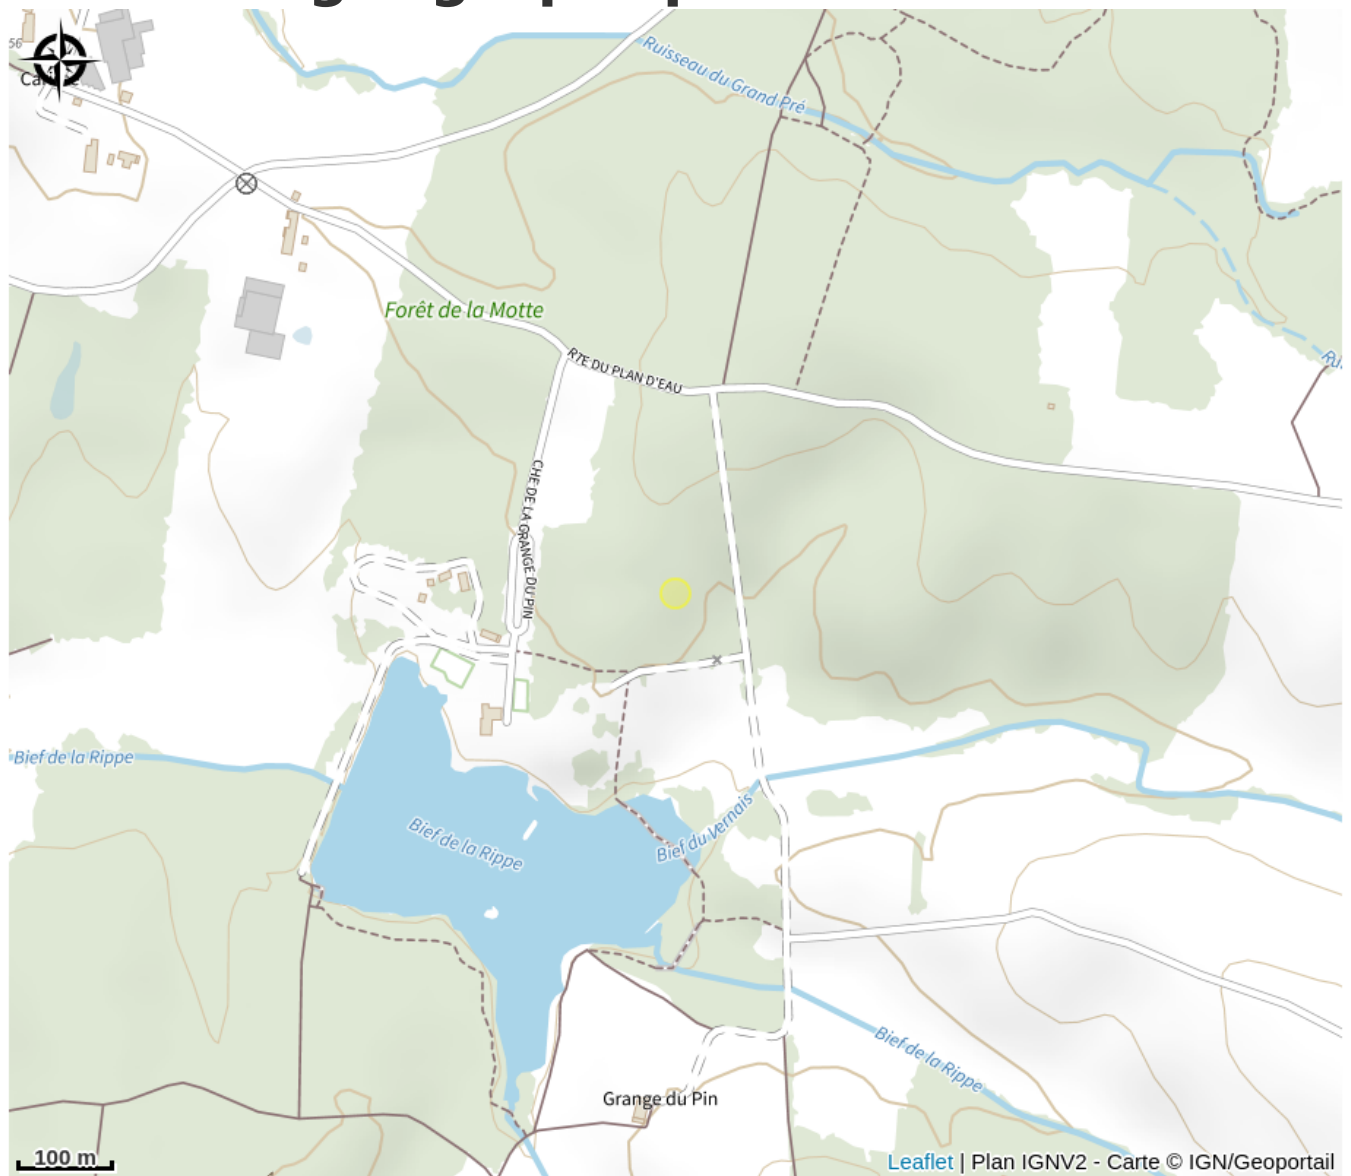 Ruisseau du Grand Pré
56
Forêt de la Motte
RTE DU PLAN D'EAU
CHE DE LA GRANGE DU PIN
Bief de la Rippe
Bief de la Rippe
Bief du Vernais
Bief de la Rippe
Grange du Pin
100 m
Leaflet | Plan IGNV2 - Carte © IGN/Geoportail